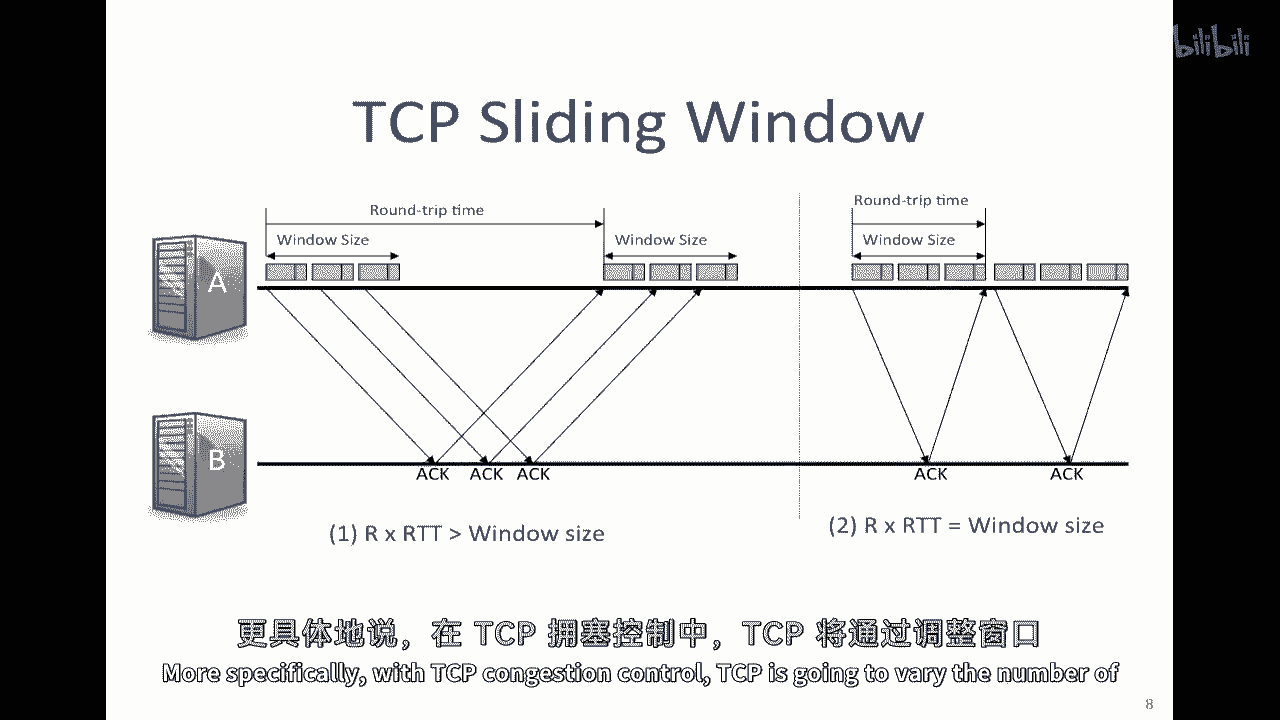 bilibili
TCP Sliding Window
Round-trip time
Round-trip time
Window Size
Window Size
Window Size
A
B
ACK ACK ACK
ACK
ACK
(1) R x RTT > Window size
(2) R x RTT = Window size
更具体地说，在 TCP 拥塞控制中，TCP 将通过调整窗口
More specifically, with TCP congestion control, TCP is going to vary the number of
8